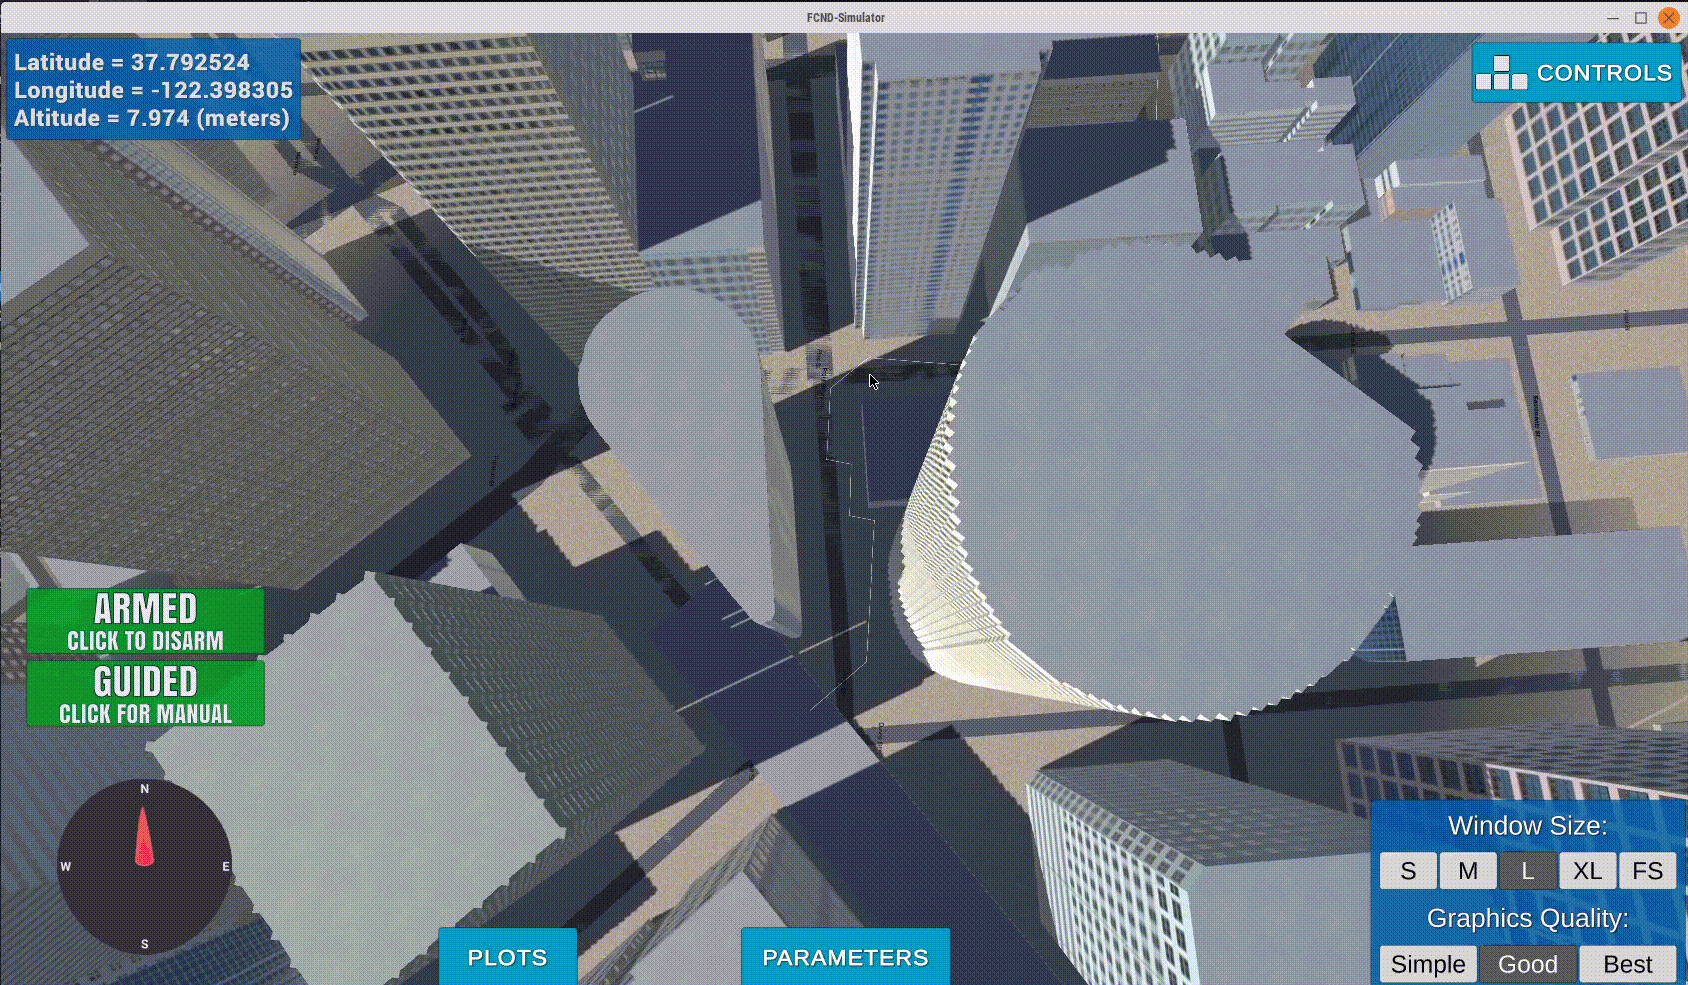 FCND-Simulator
Latitude = 37.792524
Longitude = -122.398305
Altitude = 7.974 (meters)
CONTROLS
ARMED
CLICK TO DISARM
GUIDED
CLICK FOR MANUAL
N
W
E
S
PLOTS
PARAMETERS
Window Size:
S M L XL FS
Graphics Quality:
Simple Good Best